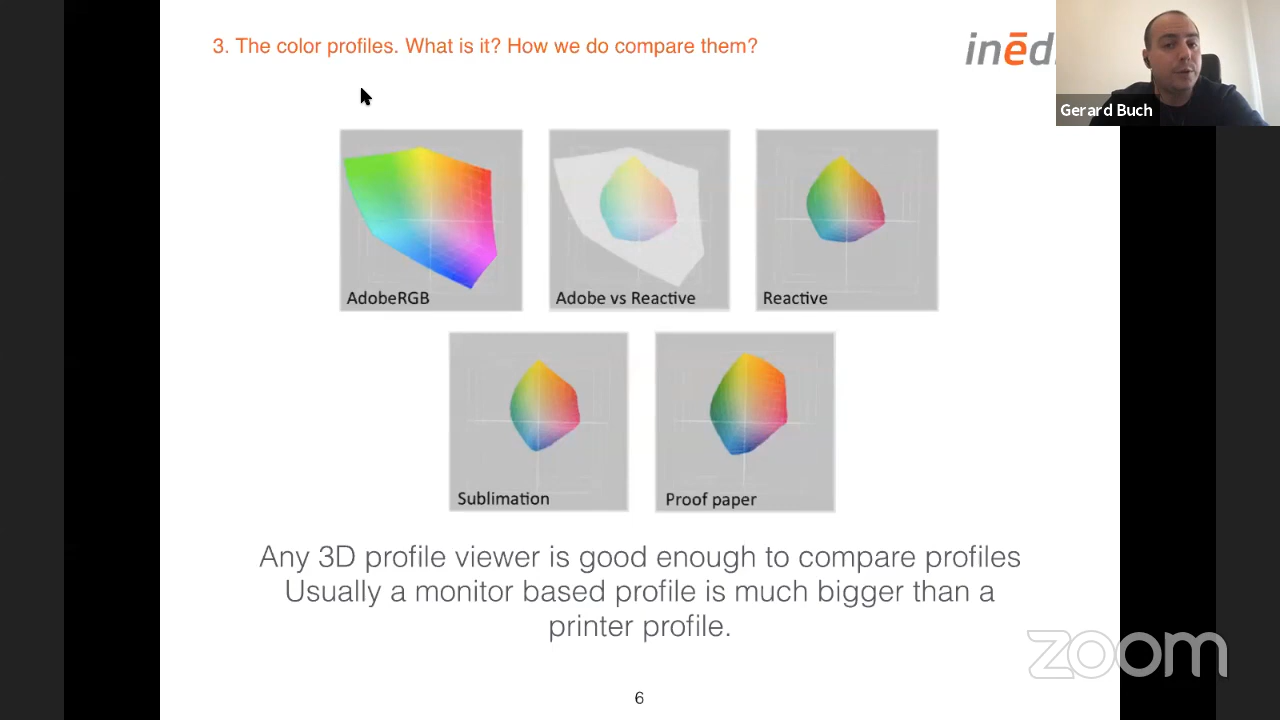 3. The color profiles. What is it? How we do compare them?
inēd
Gerard Buch
AdobeRGB
Adobe vs Reactive
Reactive
Sublimation
Proof paper
Any 3D profile viewer is good enough to compare profiles
Usually a monitor based profile is much bigger than a
printer profile.
zoom
6